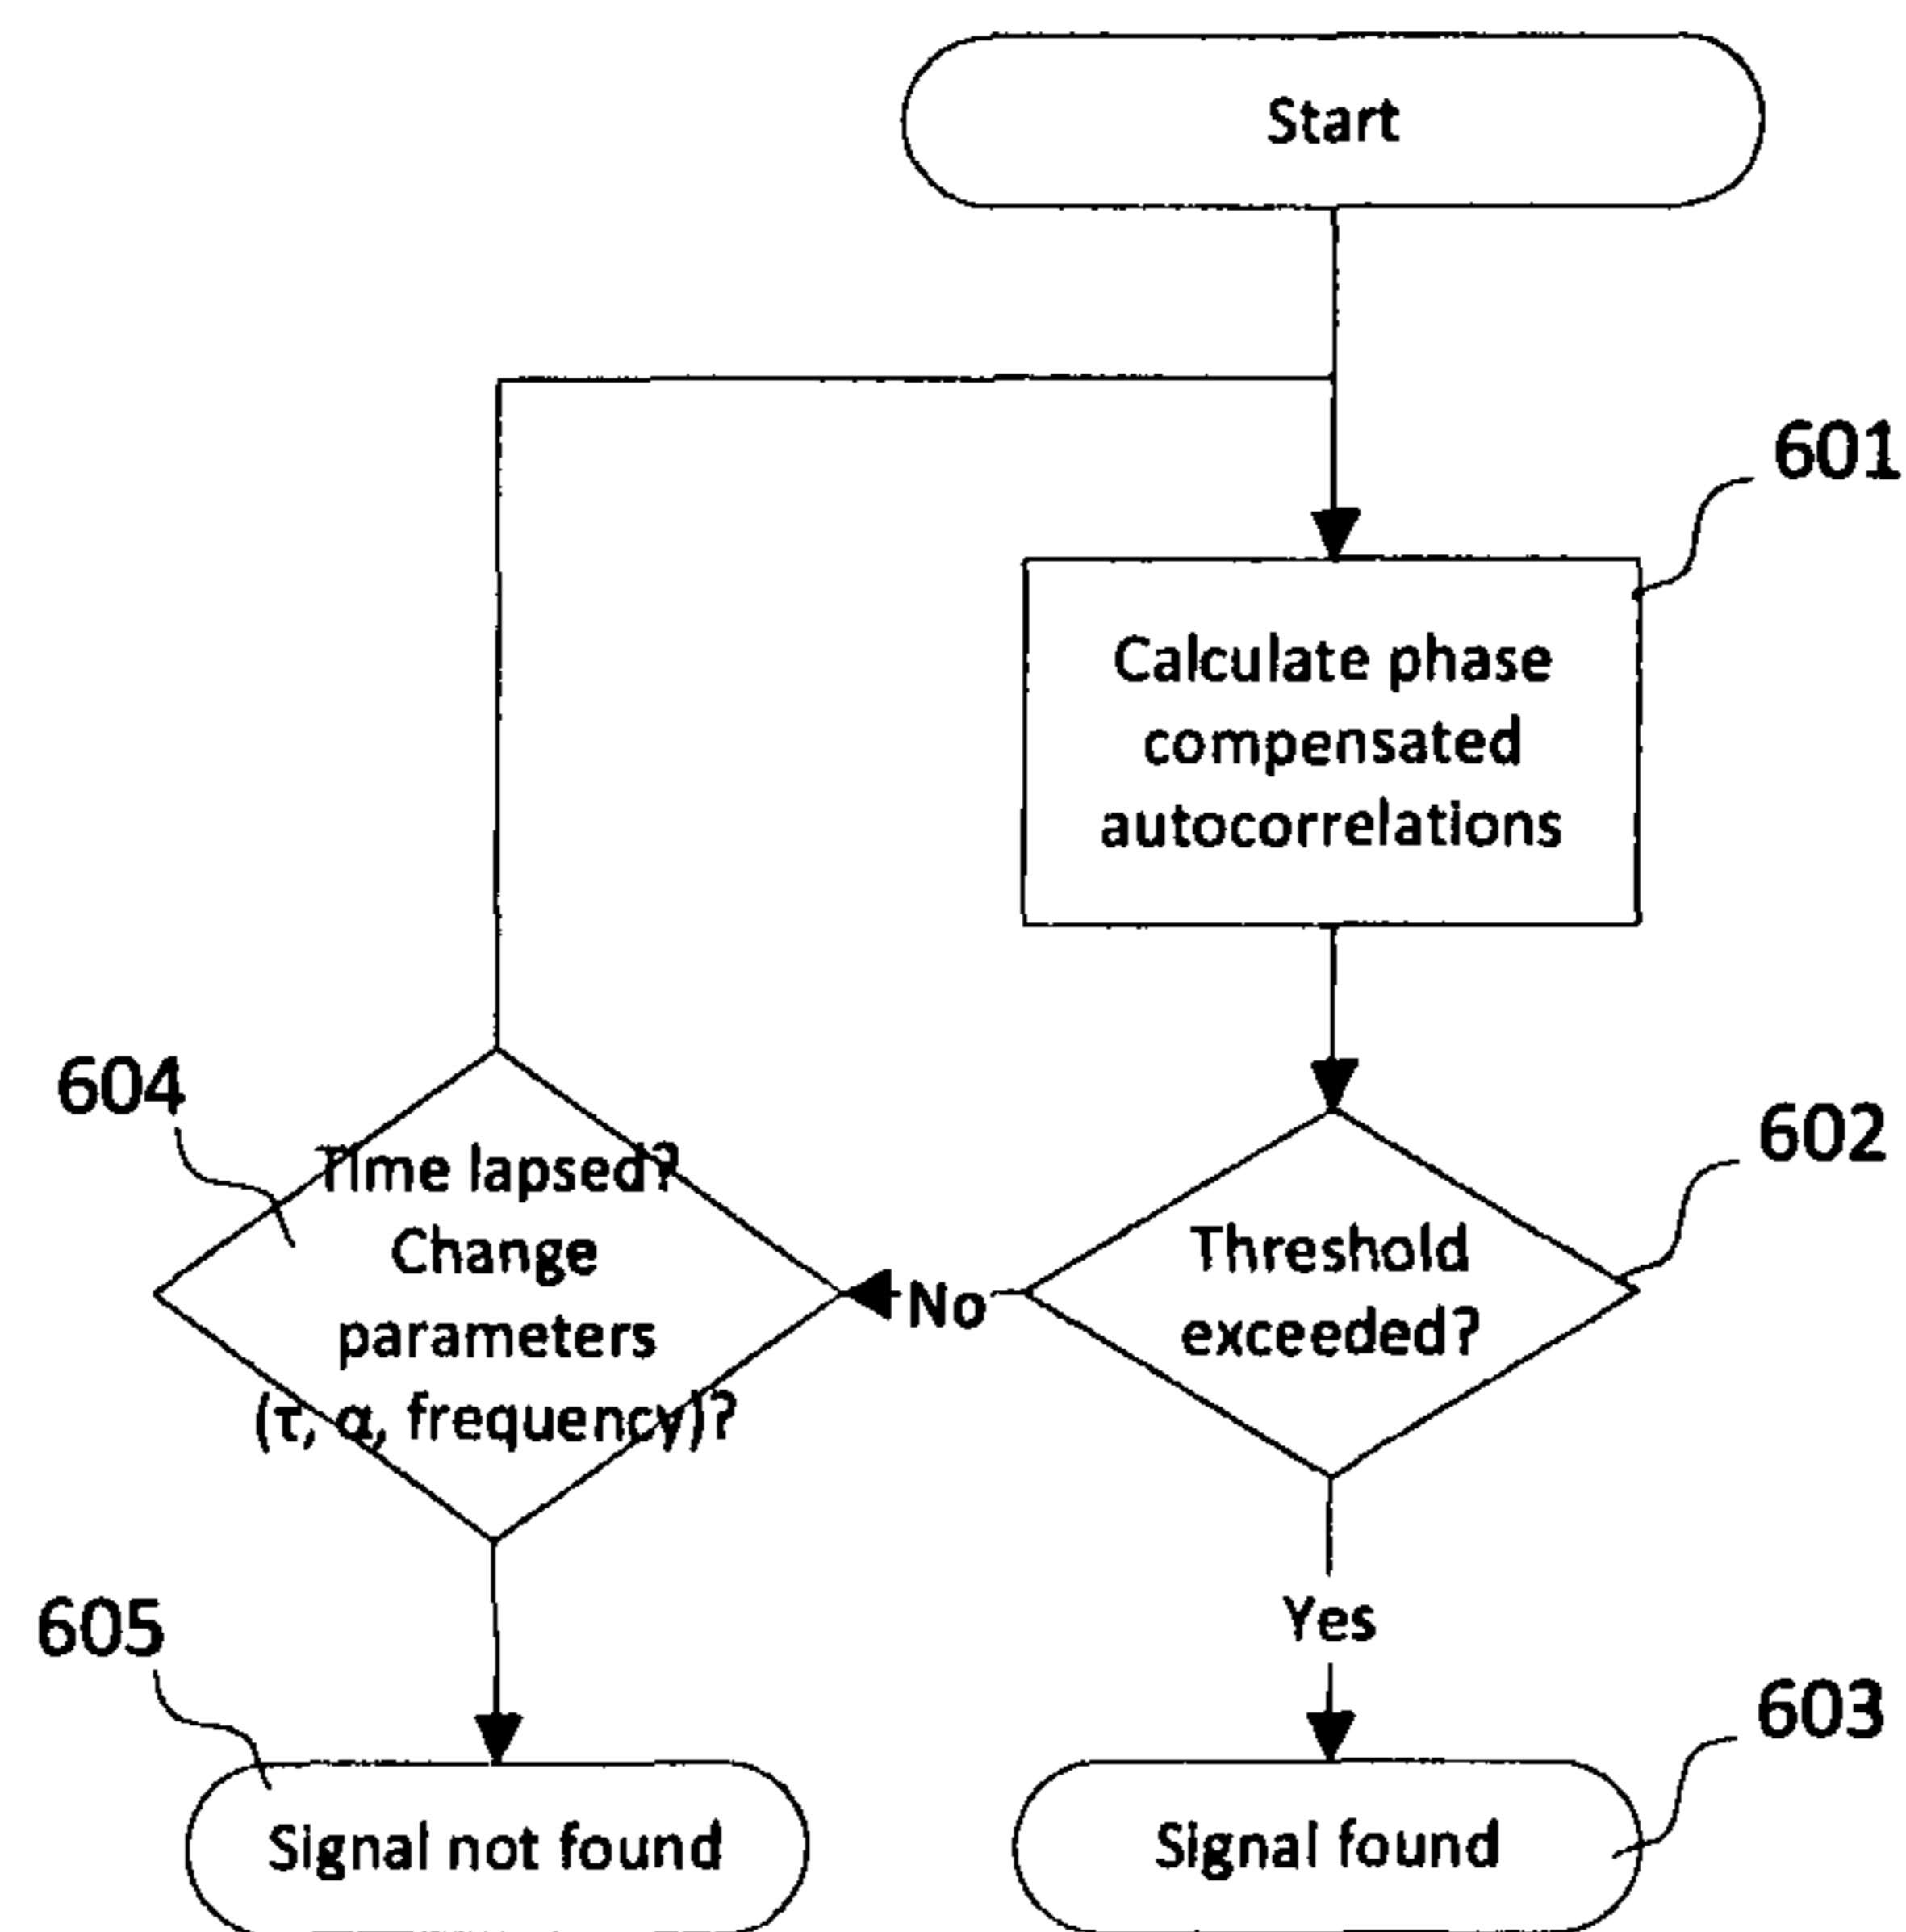 Start
601
Calculate phase
compensated
autocorrelations
604
Time lapsed?
Change
parameters
(τ, α, frequency)?
No
602
Threshold
exceeded?
Yes
605
Signal not found
603
Signal found